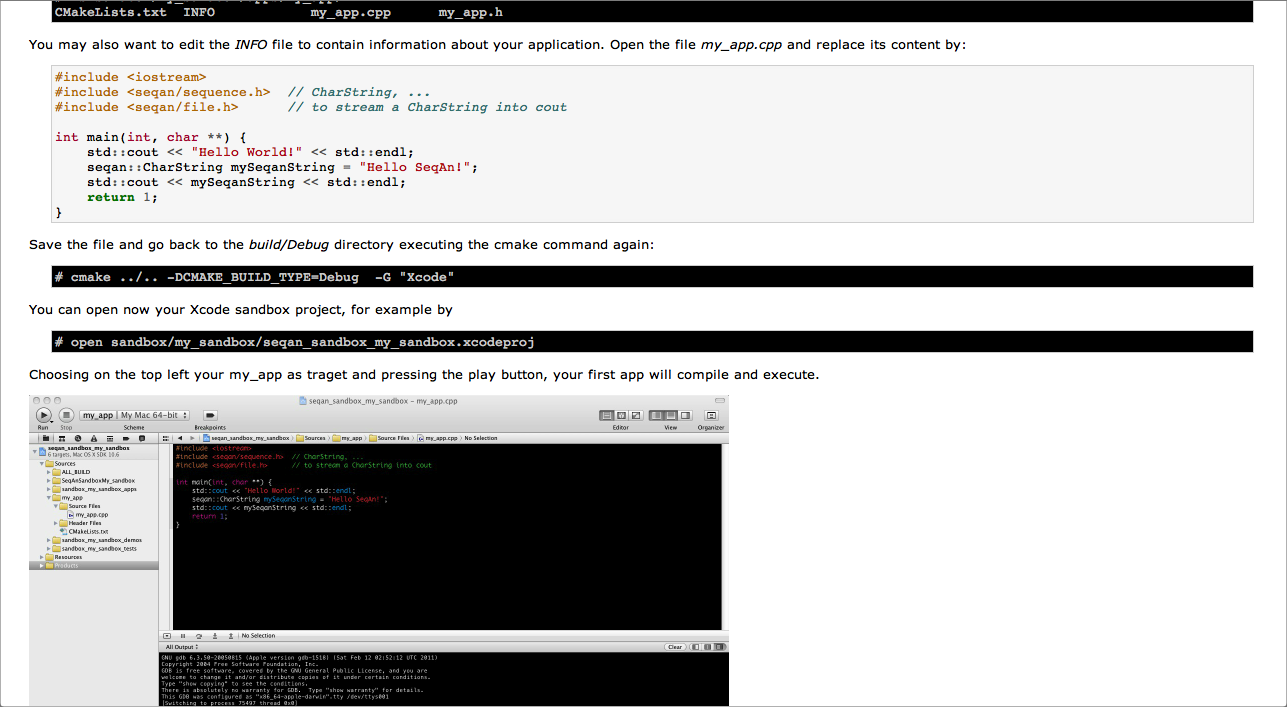 CMakeLists.txt  INFO            my_app.cpp      my_app.h
You may also want to edit the INFO file to contain information about your application. Open the file my_app.cpp and replace its content by:
#include <iostream>
#include <seqan/sequence.h>  // CharString, ...
#include <seqan/file.h>      // to stream a CharString into cout
int main(int, char **) {
    std::cout << "Hello World!" << std::endl;
    seqan::CharString mySeqanString = "Hello SeqAn!";
    std::cout << mySeqanString << std::endl;
    return 1;
}
Save the file and go back to the build/Debug directory executing the cmake command again:
# cmake ../.. -DCMAKE_BUILD_TYPE=Debug  -G "Xcode"
You can open now your Xcode sandbox project, for example by
# open sandbox/my_sandbox/seqan_sandbox_my_sandbox.xcodeproj
Choosing on the top left your my_app as traget and pressing the play button, your first app will compile and execute.
seqan_sandbox_my_sandbox – my_app.cpp
my_app My Mac 64-bit
Run Stop Scheme Breakpoints Editor View Organizer
seqan_sandbox_my_sandbox Sources my_app Source Files my_app.cpp No Selection
seqan_sandbox_my_sandbox
6 targets, Mac OS X SDK 10.6
Sources
ALL_BUILD
SeqAnSandboxMy_sandbox
sandbox_my_sandbox_apps
my_app
Source Files
my_app.cpp
Header Files
CMakeLists.txt
sandbox_my_sandbox_demos
sandbox_my_sandbox_tests
Resources
Products
#include <iostream>
#include <seqan/sequence.h>  // CharString, ...
#include <seqan/file.h>      // to stream a CharString into cout
int main(int, char **) {
    std::cout << "Hello World!" << std::endl;
    seqan::CharString mySeqanString = "Hello SeqAn!";
    std::cout << mySeqanString << std::endl;
    return 1;
}
No Selection
All Output Clear
GNU gdb 6.3.50-20050815 (Apple version gdb-1518) (Sat Feb 12 02:52:12 UTC 2011)
Copyright 2004 Free Software Foundation, Inc.
GDB is free software, covered by the GNU General Public License, and you are
welcome to change it and/or distribute copies of it under certain conditions.
Type "show copying" to see the conditions.
There is absolutely no warranty for GDB.  Type "show warranty" for details.
This GDB was configured as "x86_64-apple-darwin".tty /dev/ttys001
[Switching to process 75497 thread 0x0]